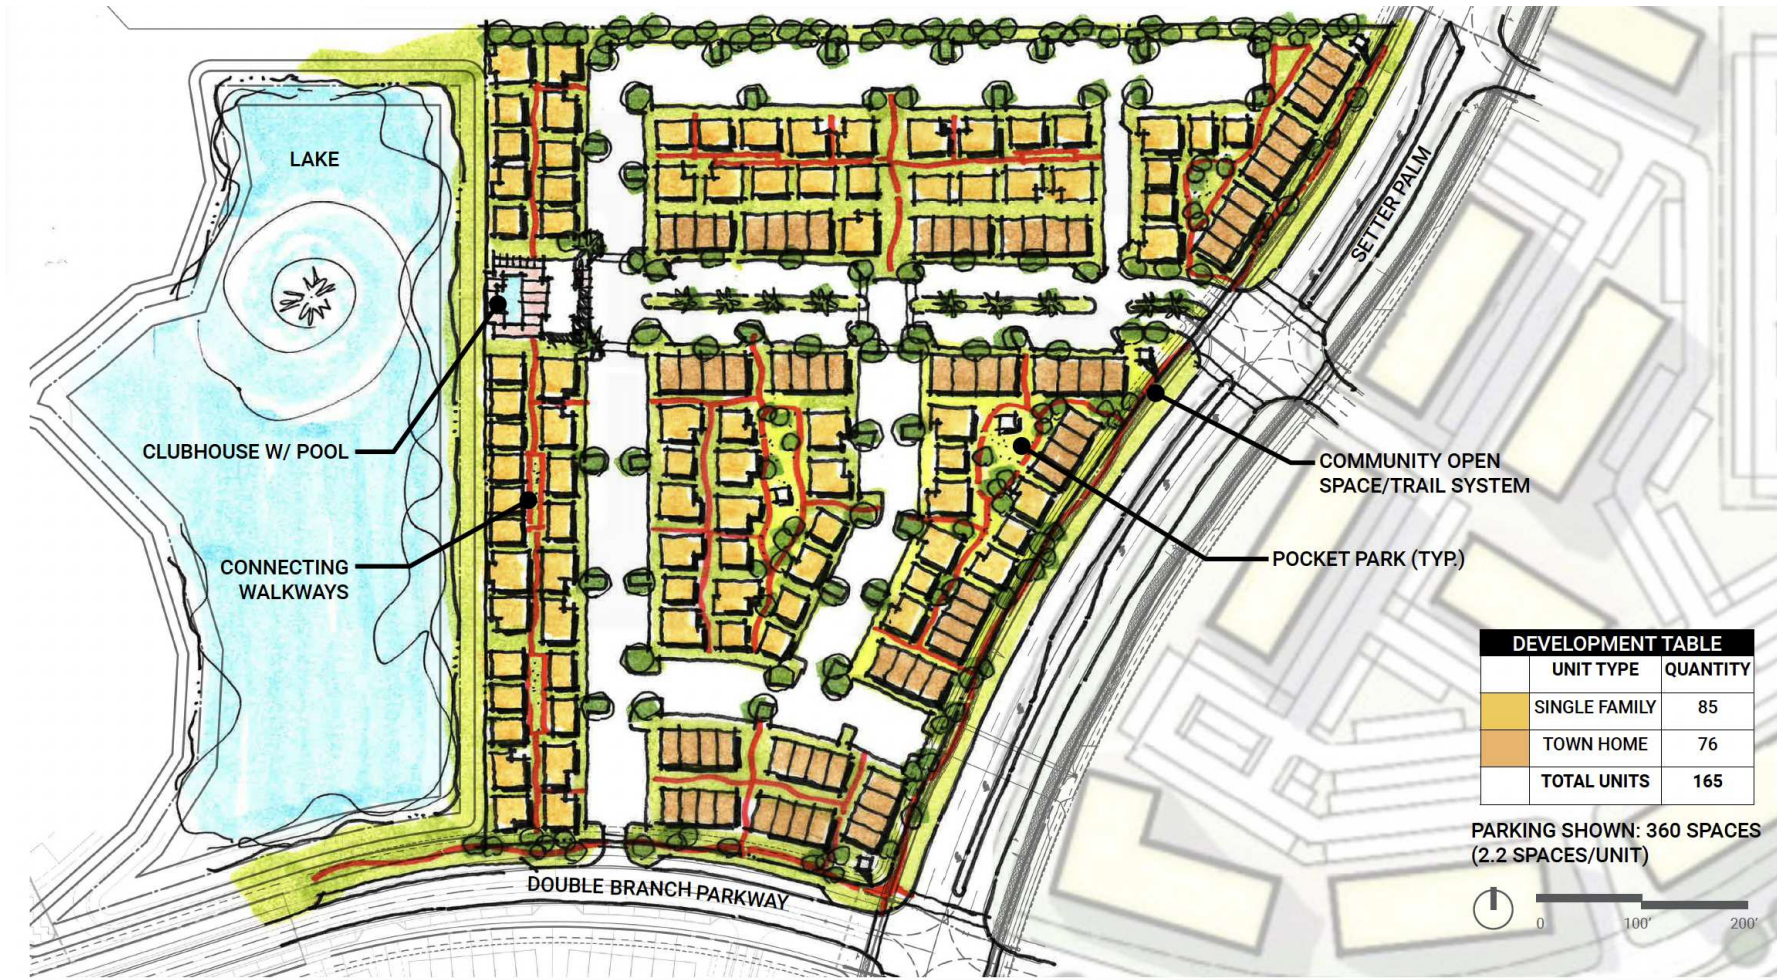 LAKE
SETTER PALM
CLUBHOUSE W/ POOL
COMMUNITY OPEN
SPACE/TRAIL SYSTEM
CONNECTING
WALKWAYS
POCKET PARK (TYP.)
DEVELOPMENT TABLE
UNIT TYPE QUANTITY
SINGLE FAMILY 85
TOWN HOME 76
TOTAL UNITS 165
PARKING SHOWN: 360 SPACES
(2.2 SPACES/UNIT)
DOUBLE BRANCH PARKWAY
0 100' 200'